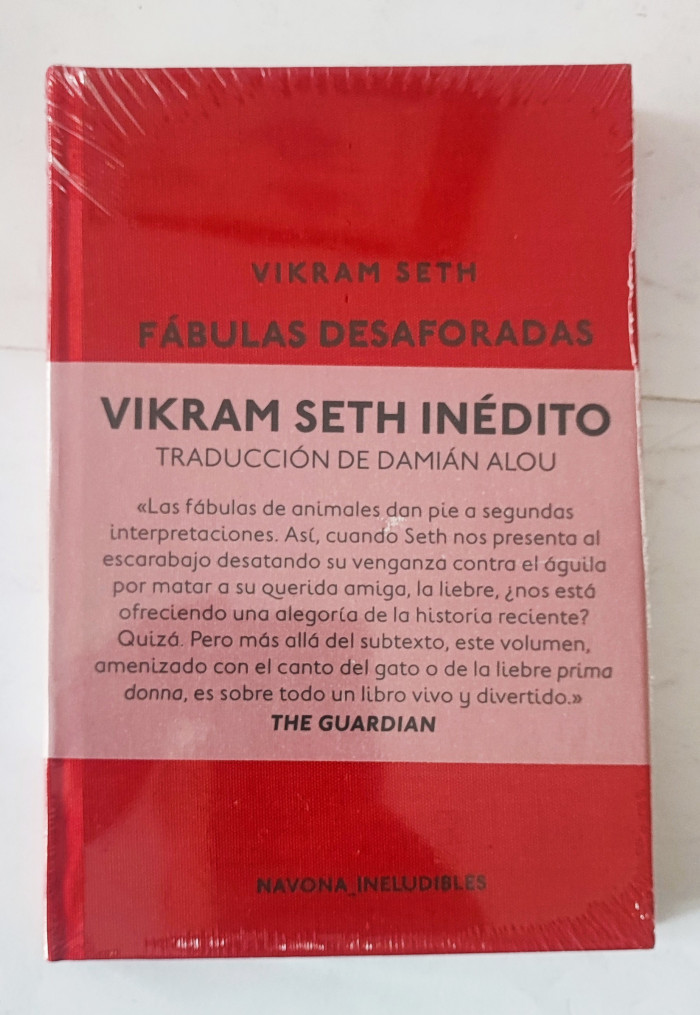 VIKRAM SETH
FÁBULAS DESAFORADAS
VIKRAM SETH INÉDITO
TRADUCCIÓN DE DAMIÁN ALOU
«Las fábulas de animales dan pie a segundas
interpretaciones. Así, cuando Seth nos presenta al
escarabajo desatando su venganza contra el águila
por matar a su querida amiga, la liebre, ¿nos está
ofreciendo una alegoría de la historia reciente?
Quizá. Pero más allá del subtexto, este volumen,
amenizado con el canto del gato o de la liebre prima
donna, es sobre todo un libro vivo y divertido.»
THE GUARDIAN
NAVONA_INELUDIBLES